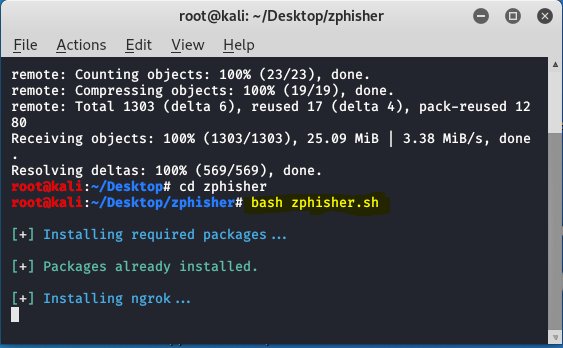 root@kali: ~/Desktop/zphisher
File Actions Edit View Help
remote: Counting objects: 100% (23/23), done.
remote: Compressing objects: 100% (19/19), done.
remote: Total 1303 (delta 6), reused 17 (delta 4), pack-reused 12
80
Receiving objects: 100% (1303/1303), 25.09 MiB | 3.38 MiB/s, done
.
Resolving deltas: 100% (569/569), done.
root@kali:~/Desktop# cd zphisher
root@kali:~/Desktop/zphisher# bash zphisher.sh
[+] Installing required packages...
[+] Packages already installed.
[+] Installing ngrok...